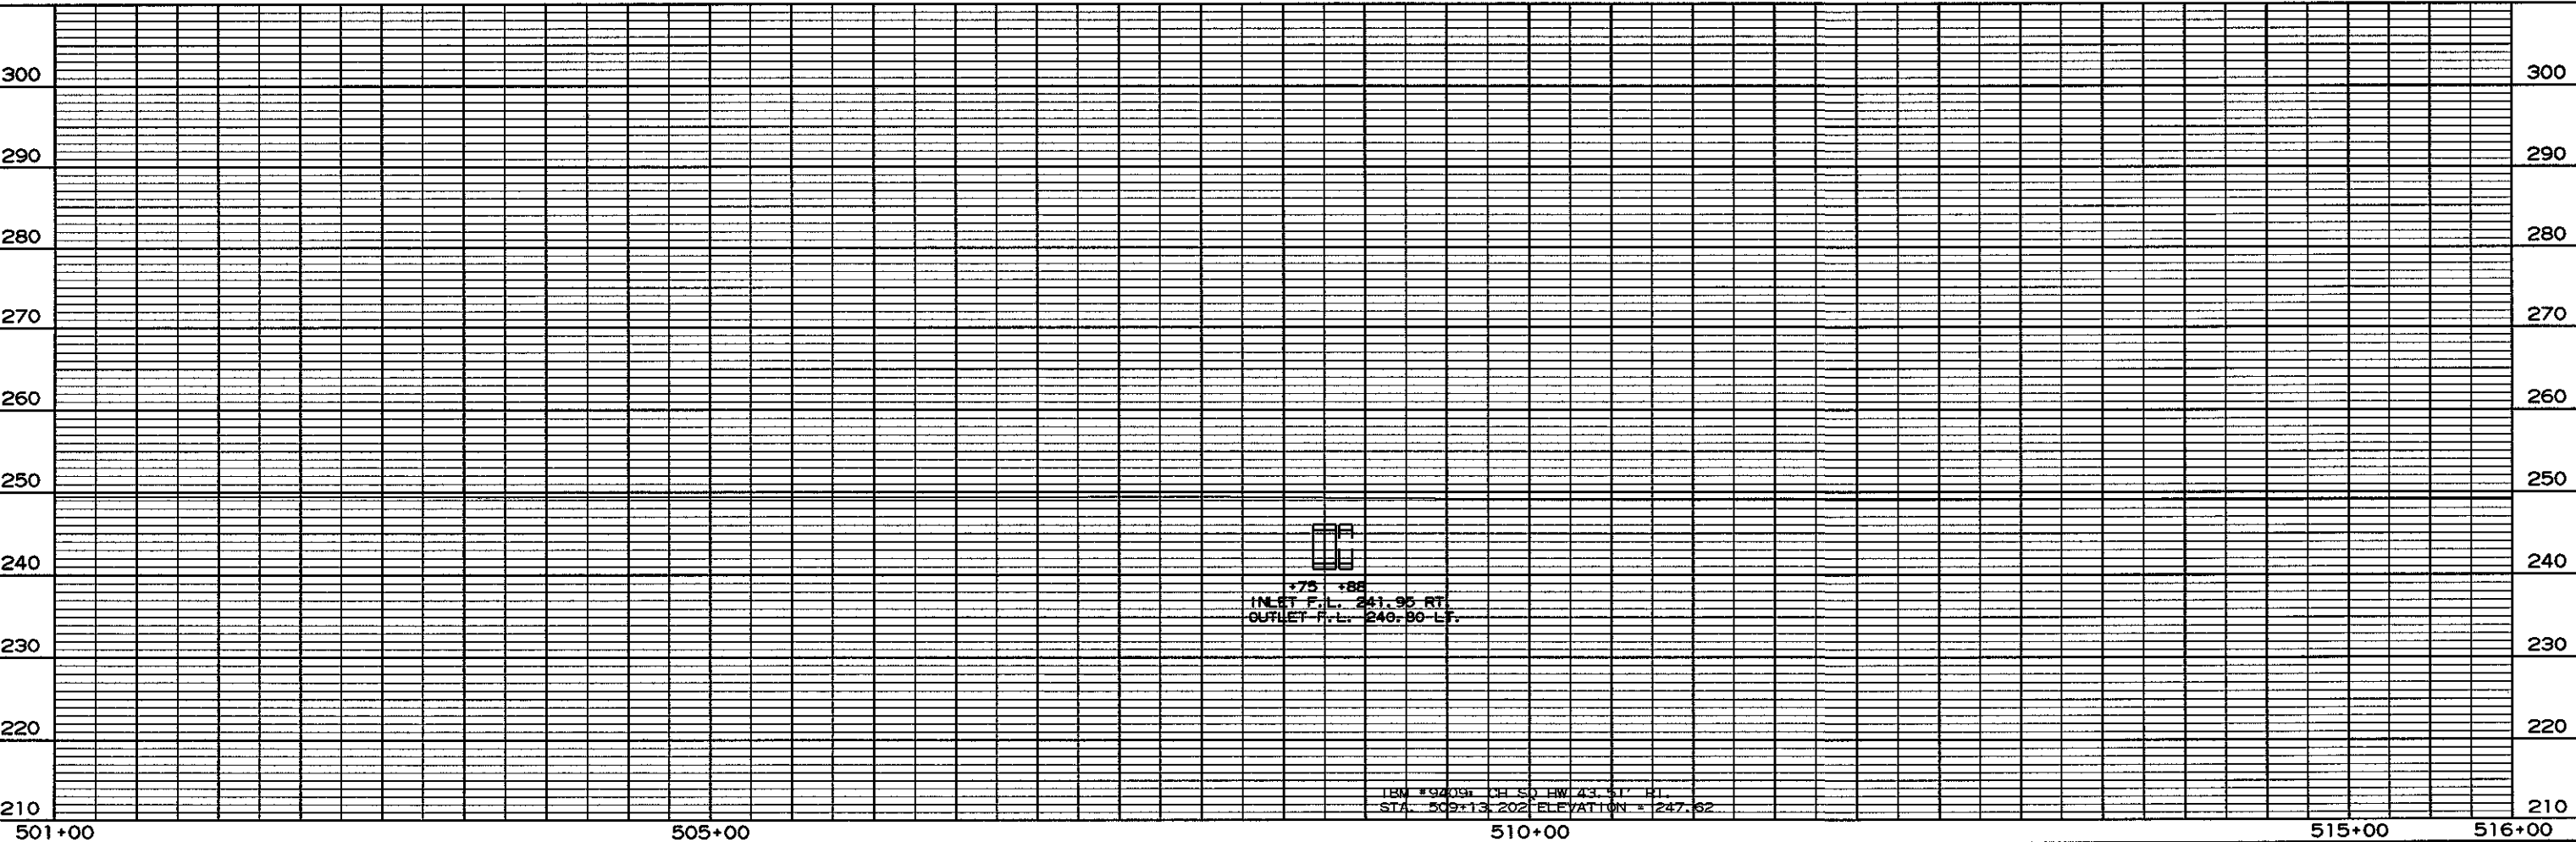 300 300
290 290
280 280
270 270
260 260
250 250
240 240
+75 +88
INLET F.L. 241.95 RT.
OUTLET F.L. 240.80 LT.
230 230
220 220
TBM #9409: CH SQ HW 43.51' RT.
STA. 509+13.202 ELEVATION = 247.62
210 210
501+00 505+00 510+00 515+00 516+00